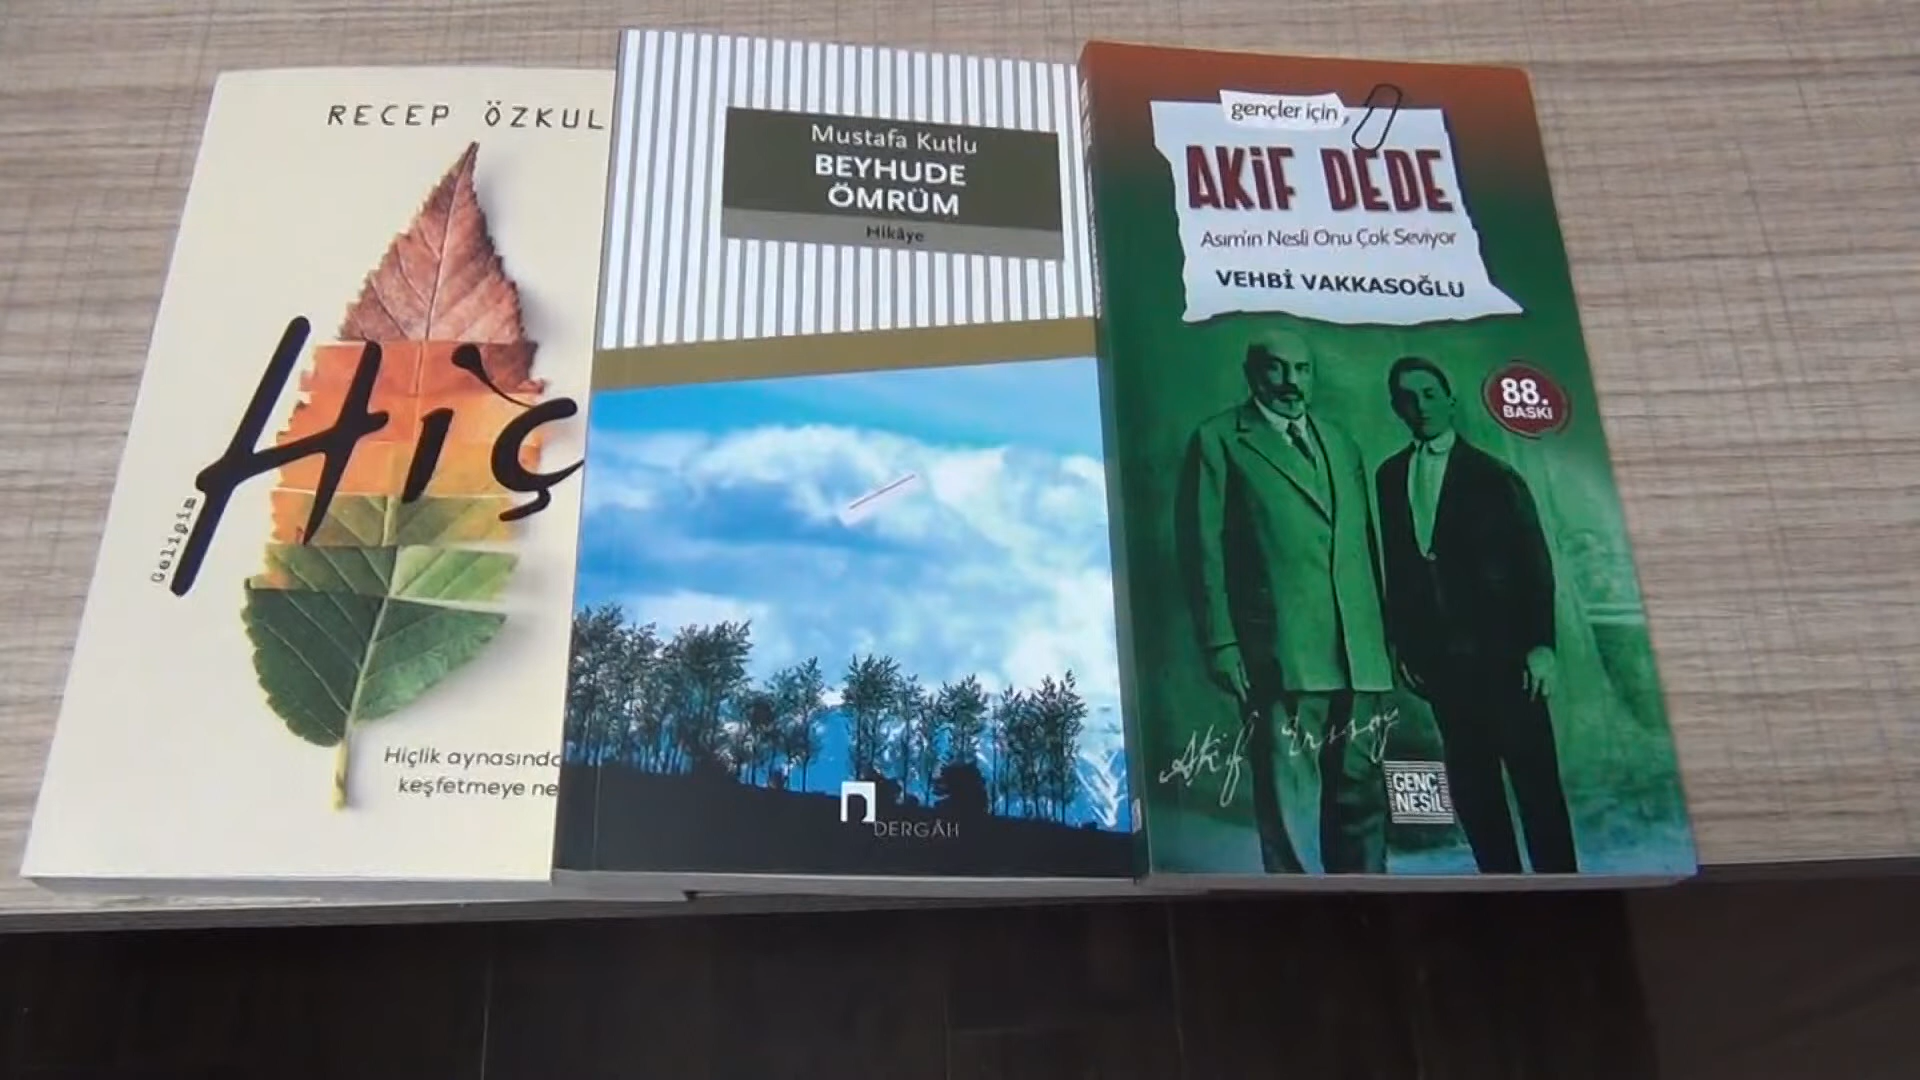 RECEP ÖZKUL
Hiç
Gelişim
Hiçlik aynasında
keşfetmeye ne
Mustafa Kutlu
BEYHUDE
ÖMRÜM
Hikâye
DERGÂH
gençler için,
AKİF DEDE
Asım'ın Nesli Onu Çok Seviyor
VEHBİ VAKKASOĞLU
88.
BASKI
Akif Ersoy
GENÇ
NESİL